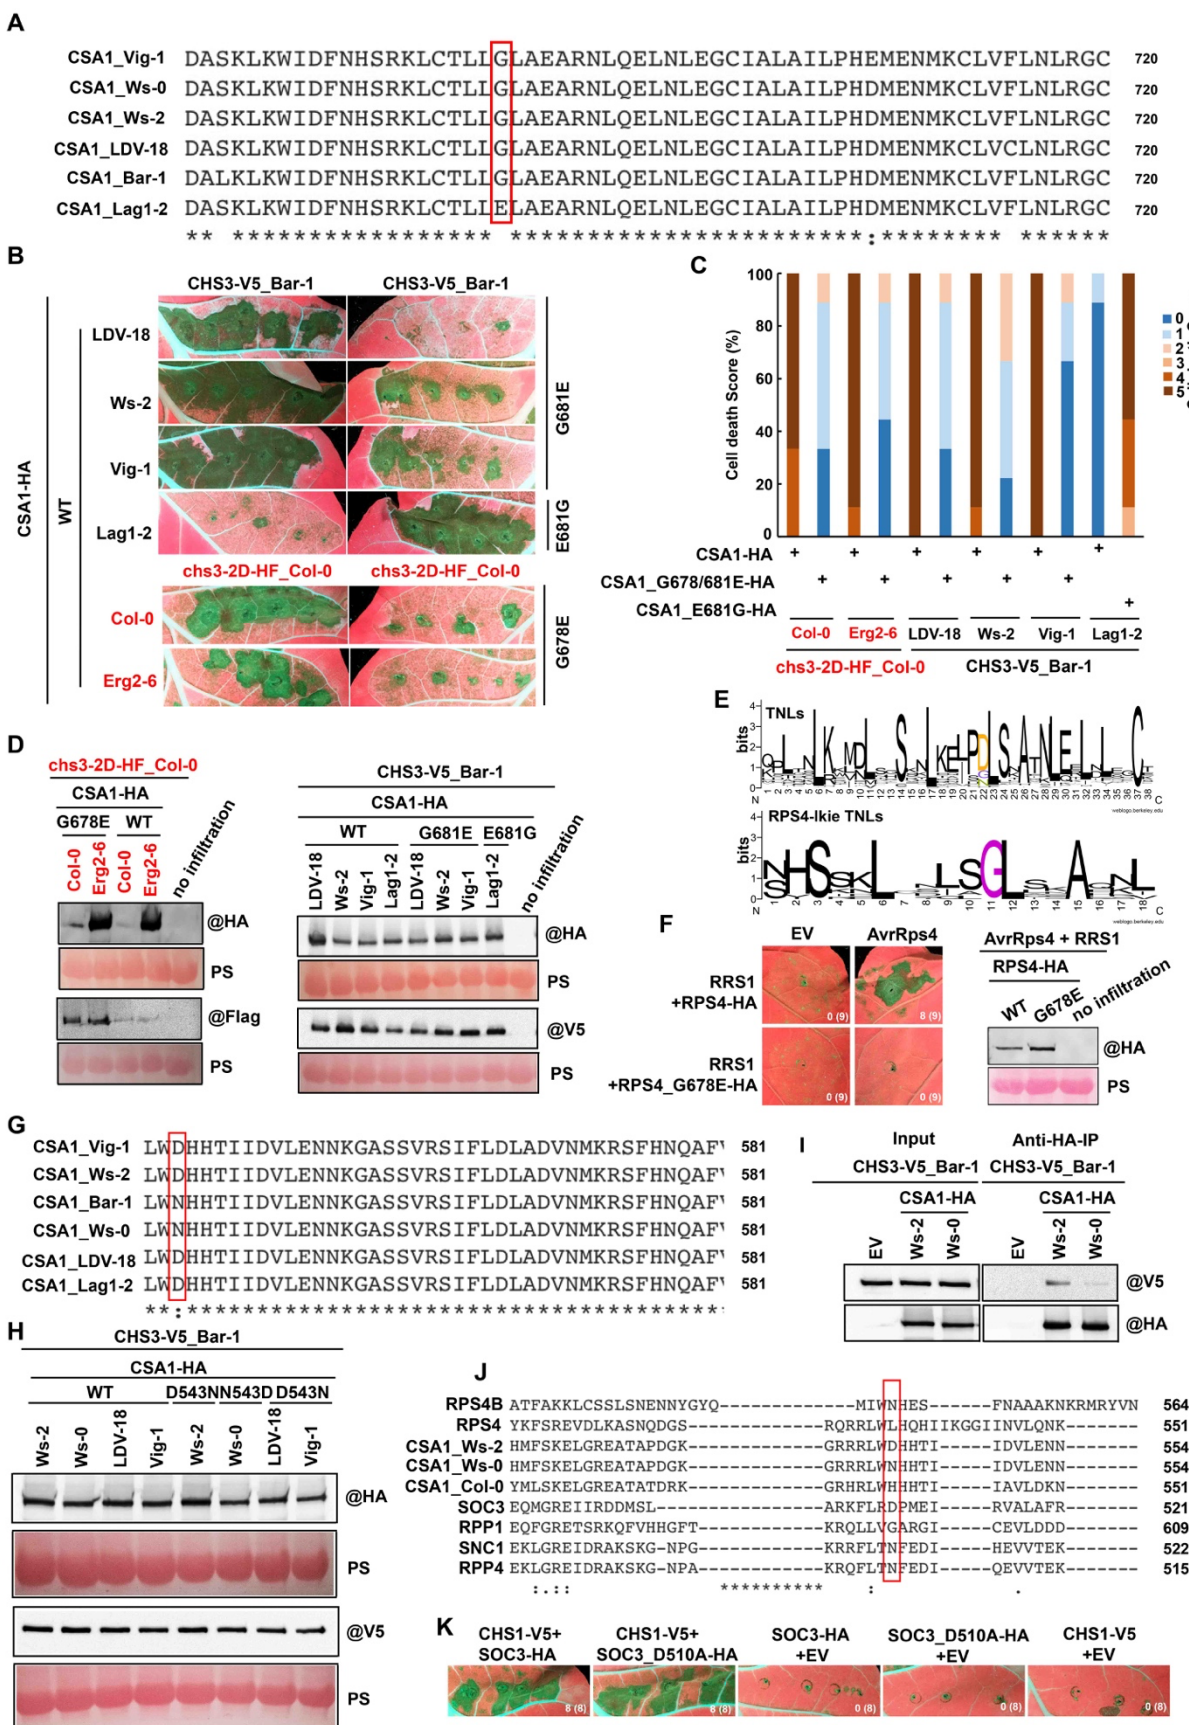 A
CSA1_Vig-1 DASKLKWIDFNHSRKLCTLLGLAEARNLQELNLEGCIALAILPHEMENMKCLVFLNLRGC 720
CSA1_Ws-0 DASKLKWIDFNHSRKLCTLLGLAEARNLQELNLEGCIALAILPHDMENMKCLVFLNLRGC 720
CSA1_Ws-2 DASKLKWIDFNHSRKLCTLLGLAEARNLQELNLEGCIALAILPHDMENMKCLVFLNLRGC 720
CSA1_LDV-18 DASKLKWIDFNHSRKLCTLLGLAEARNLQELNLEGCIALAILPHDMENMKCLVCLNLRGC 720
CSA1_Bar-1 DALKLKWIDFNHSRKLCTLLGLAEARNLQELNLEGCIALAILPHDMENMKCLVFLNLRGC 720
CSA1_Lag1-2 DASKLKWIDFNHSRKLCTLLELAEARNLQELNLEGCIALAILPHDMENMKCLVFLNLRGC 720
B
CHS3-V5_Bar-1 CHS3-V5_Bar-1
CSA1-HA
WT
LDV-18
Ws-2
Vig-1
Lag1-2
G681E
E681G
chs3-2D-HF_Col-0 chs3-2D-HF_Col-0
Col-0
Erg2-6
G678E
C
Cell death Score (%)
100
80
60
40
20
0
0
1
2
3
4
5
CSA1-HA + + + + + +
CSA1_G678/681E-HA + + + + +
CSA1_E681G-HA +
Col-0 Erg2-6 LDV-18 Ws-2 Vig-1 Lag1-2
chs3-2D-HF_Col-0 CHS3-V5_Bar-1
D
chs3-2D-HF_Col-0
CSA1-HA
G678E WT
Col-0 Erg2-6 Col-0 Erg2-6 no infiltration
@HA
PS
@Flag
PS
CHS3-V5_Bar-1
CSA1-HA
WT G681E E681G
LDV-18 Ws-2 Vig-1 Lag1-2 LDV-18 Ws-2 Vig-1 Lag1-2 no infiltration
@HA
PS
@V5
PS
E
TNLs
bits
N C
weblogo.berkeley.edu
RPS4-lkie TNLs
bits
N C
weblogo.berkeley.edu
F
EV AvrRps4
RRS1
+RPS4-HA
0 (9) 8 (9)
RRS1
+RPS4_G678E-HA
0 (9) 0 (9)
AvrRps4 + RRS1
RPS4-HA
WT G678E no infiltration
@HA
PS
G
CSA1_Vig-1 LWDHHTIIDVLENNKGASSVRSIFLDLADVNMKRSFHNQAF 581
CSA1_Ws-2 LWDHHTIIDVLENNKGASSVRSIFLDLADVNMKRSFHNQAF 581
CSA1_Bar-1 LWNHHTIIDVLENNKGASSVRSIFLDLADVNMKRSFHNQAF 581
CSA1_Ws-0 LWNHHTIIDVLENNKGASSVRSIFLDLADVNMKRSFHNQAF 581
CSA1_LDV-18 LWDHHTIIDVLENNKGASSVRSIFLDLADVNMKRSFHNQAF 581
CSA1_Lag1-2 LWDHHTIIDVLENNKGASSVRSIFLDLADVNMKRSFHNQAF 581
H
CHS3-V5_Bar-1
CSA1-HA
WT D543N N543D D543N
Ws-2 Ws-0 LDV-18 Vig-1 Ws-2 Ws-0 LDV-18 Vig-1
@HA
PS
@V5
PS
I
Input Anti-HA-IP
CHS3-V5_Bar-1 CHS3-V5_Bar-1
CSA1-HA CSA1-HA
EV Ws-2 Ws-0 EV Ws-2 Ws-0
@V5
@HA
J
RPS4B ATFAKKLCSSLSNENNYGYQ---------------MIWNHES------FNAAAKNKRMRYVN 564
RPS4 YKFSREVDLKASNQDGS---------------RQRRLWLHQHIIKGGIINVLQNK------- 551
CSA1_Ws-2 HMFSKELGREATAPDGK---------------GRRRLWDHHTI------IDVLENN------- 554
CSA1_Ws-0 HMFSKELGREATAPDGK---------------GRRRLWNHHTI------IDVLENN------- 554
CSA1_Col-0 YMLSKELGREATATDRK---------------GRHRLWHHHTI------IAVLDKN------- 551
SOC3 EQMGREIIRDDMSL---------------ARKFLRDPMEI------RVALAFR------- 521
RPP1 EQFGRETSRKQFVHHGFT---------------KRQLLVGARGI------CEVLDDD------- 609
SNC1 EKLGREIDRAKSKG-NPG---------------KRRFLTNFEDI------HEVVTEK------- 522
RPP4 EKLGREIDRAKSKG-NPA---------------KRQFLTNFEDI------QEVVTEK------- 515
K
CHS1-V5+ CHS1-V5+ SOC3-HA SOC3_D510A-HA CHS1-V5
SOC3-HA SOC3_D510A-HA +EV +EV +EV
8 (8) 8 (8) 0 (8) 0 (8) 0 (8)